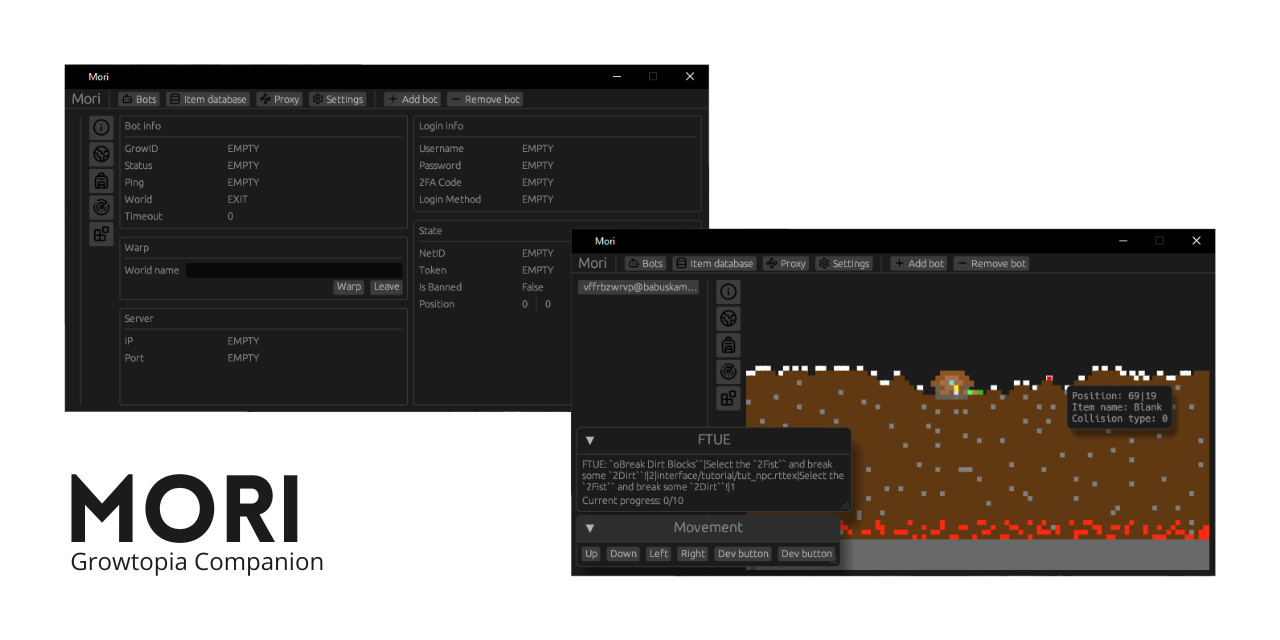 Mori
Mori Bots Item database Proxy Settings Add bot Remove bot
Bot info
GrowID EMPTY
Status EMPTY
Ping EMPTY
World EXIT
Timeout 0
Warp
World name
Warp Leave
Server
IP EMPTY
Port EMPTY
Login info
Username EMPTY
Password EMPTY
2FA Code EMPTY
Login Method EMPTY
State
NetID EMPTY
Token EMPTY
Is Banned False
Position 0 0
Mori
Mori Bots Item database Proxy Settings Add bot Remove bot
vffrbzwrvp@babuskam...
Position: 69|19
Item name: Blank
Collision type: 0
FTUE
FTUE: `oBreak Dirt Blocks``|Select the `2Fist`` and break
some `2Dirt``!|2|interface/tutorial/tut_npc.rttex|Select the
`2Fist`` and break some `2Dirt``!|1
Current progress: 0/10
Movement
Up Down Left Right Dev button Dev button
MORI
Growtopia Companion